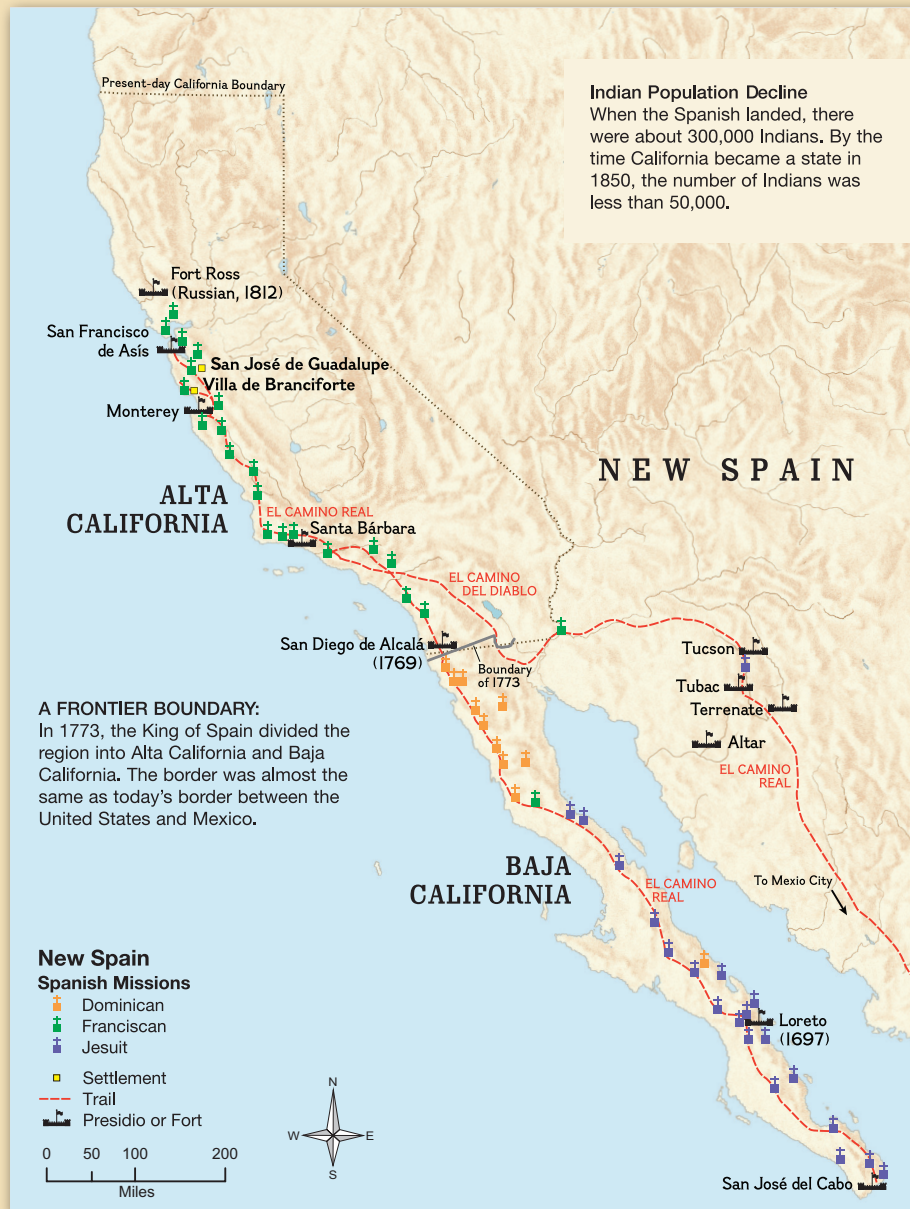 Present-day California Boundary
Indian Population Decline
When the Spanish landed, there
were about 300,000 Indians. By the
time California became a state in
1850, the number of Indians was
less than 50,000.
Fort Ross
(Russian, 1812)
San Francisco
de Asís
San José de Guadalupe
Villa de Branciforte
Monterey
NEW SPAIN
ALTA
CALIFORNIA
EL CAMINO REAL
Santa Bárbara
EL CAMINO
DEL DIABLO
San Diego de Alcalá
(1769)
Boundary
of 1773
Tucson
Tubac
Terrenate
Altar
EL CAMINO
REAL
A FRONTIER BOUNDARY:
In 1773, the King of Spain divided the
region into Alta California and Baja
California. The border was almost the
same as today's border between the
United States and Mexico.
BAJA
CALIFORNIA
EL CAMINO
REAL
To Mexio City
New Spain
Spanish Missions
Dominican
Franciscan
Jesuit
Settlement
Trail
Presidio or Fort
0 50 100 200
Miles
N
W E
S
Loreto
(1697)
San José del Cabo